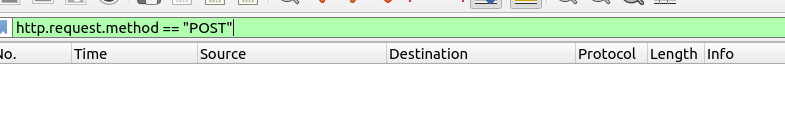 http.request.method == "POST"
No. Time Source Destination Protocol Length Info